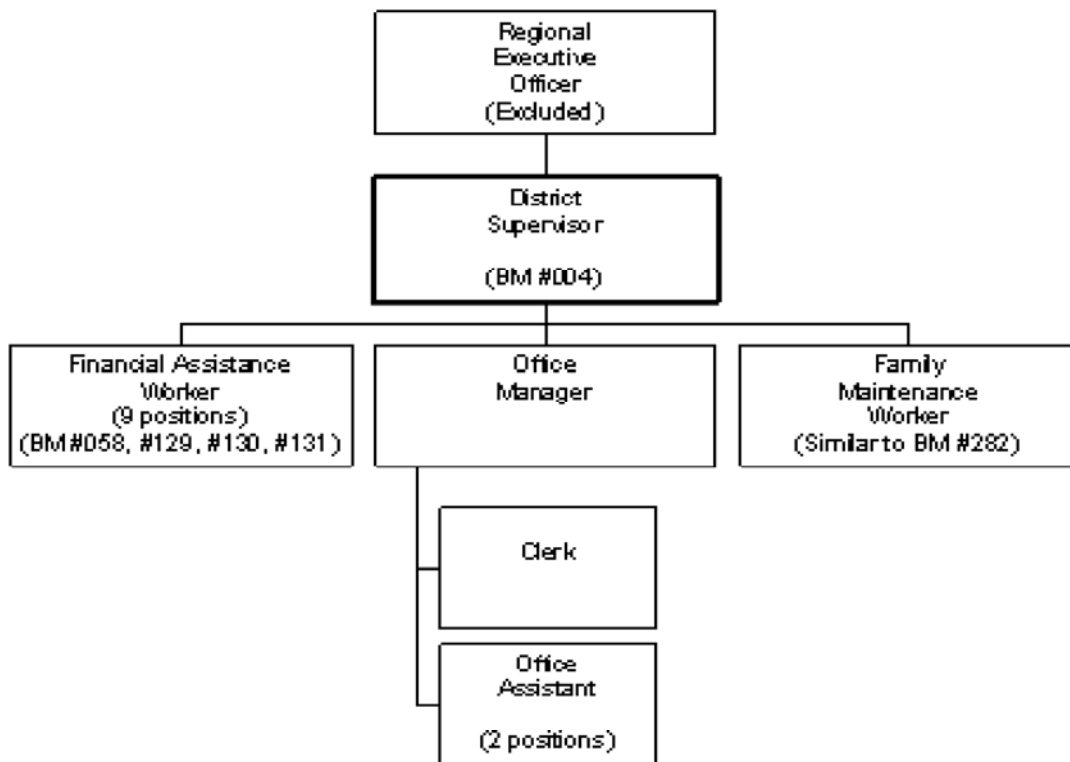 Regional
Executive
Officer
(Excluded)
District
Supervisor
(BM #004)
Financial Assistance
Worker
(9 positions)
(BM #058, #129, #130, #131)
Office
Manager
Family
Maintenance
Worker
(Similar to BM #282)
Clerk
Office
Assistant
(2 positions)